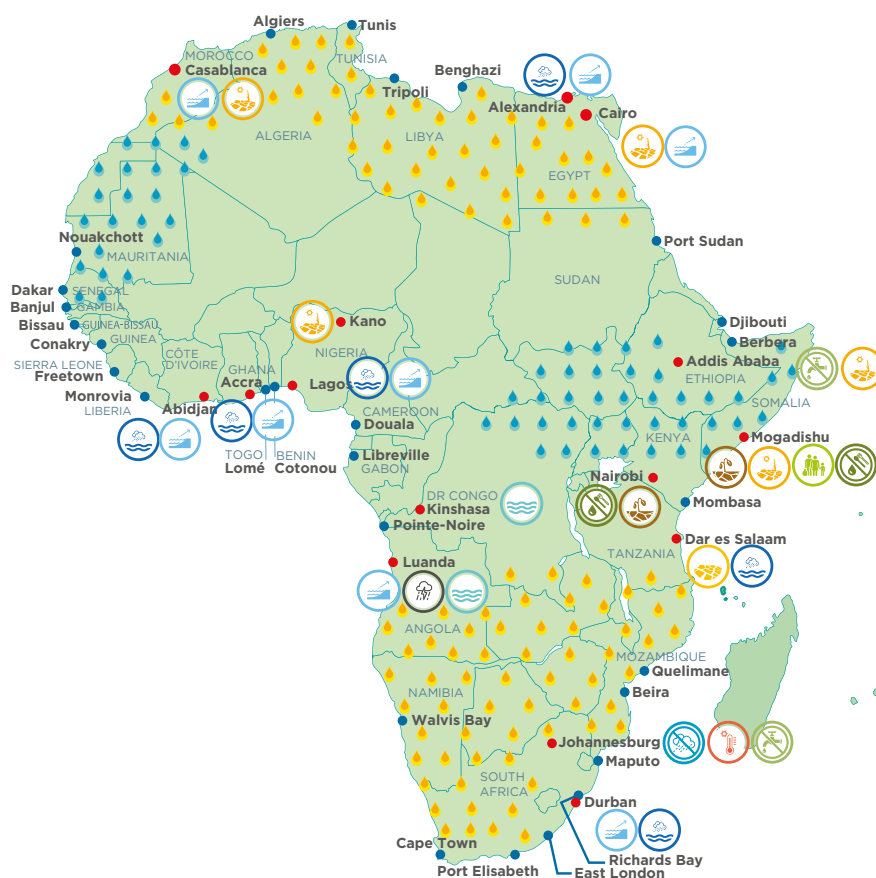 Algiers
Tunis
MOROCCO
Casablanca
TUNISIA
Tripoli
Benghazi
Alexandria
Cairo
ALGERIA
LIBYA
EGYPT
Nouakchott
MAURITANIA
Port Sudan
SUDAN
Dakar
SENEGAL
Banjul
GAMBIA
Bissau
GUINEA-BISSAU
Conakry
GUINEA
SIERRA LEONE
Freetown
CÔTE
D'IVOIRE
Monrovia
LIBERIA
Abidjan
GHANA
Accra
TOGO
Lomé
BENIN
Cotonou
Kano
NIGERIA
Lagos
CAMEROON
Douala
Libreville
GABON
Djibouti
Berbera
Addis Ababa
ETHIOPIA
SOMALIA
KENYA
Mogadishu
Nairobi
Mombasa
DR CONGO
Kinshasa
Pointe-Noire
Dar es Salaam
TANZANIA
Luanda
ANGOLA
MOZAMBIQUE
Quelimane
Beira
NAMIBIA
Walvis Bay
Johannesburg
Maputo
SOUTH
AFRICA
Durban
Cape Town
Richards Bay
Port Elisabeth
East London